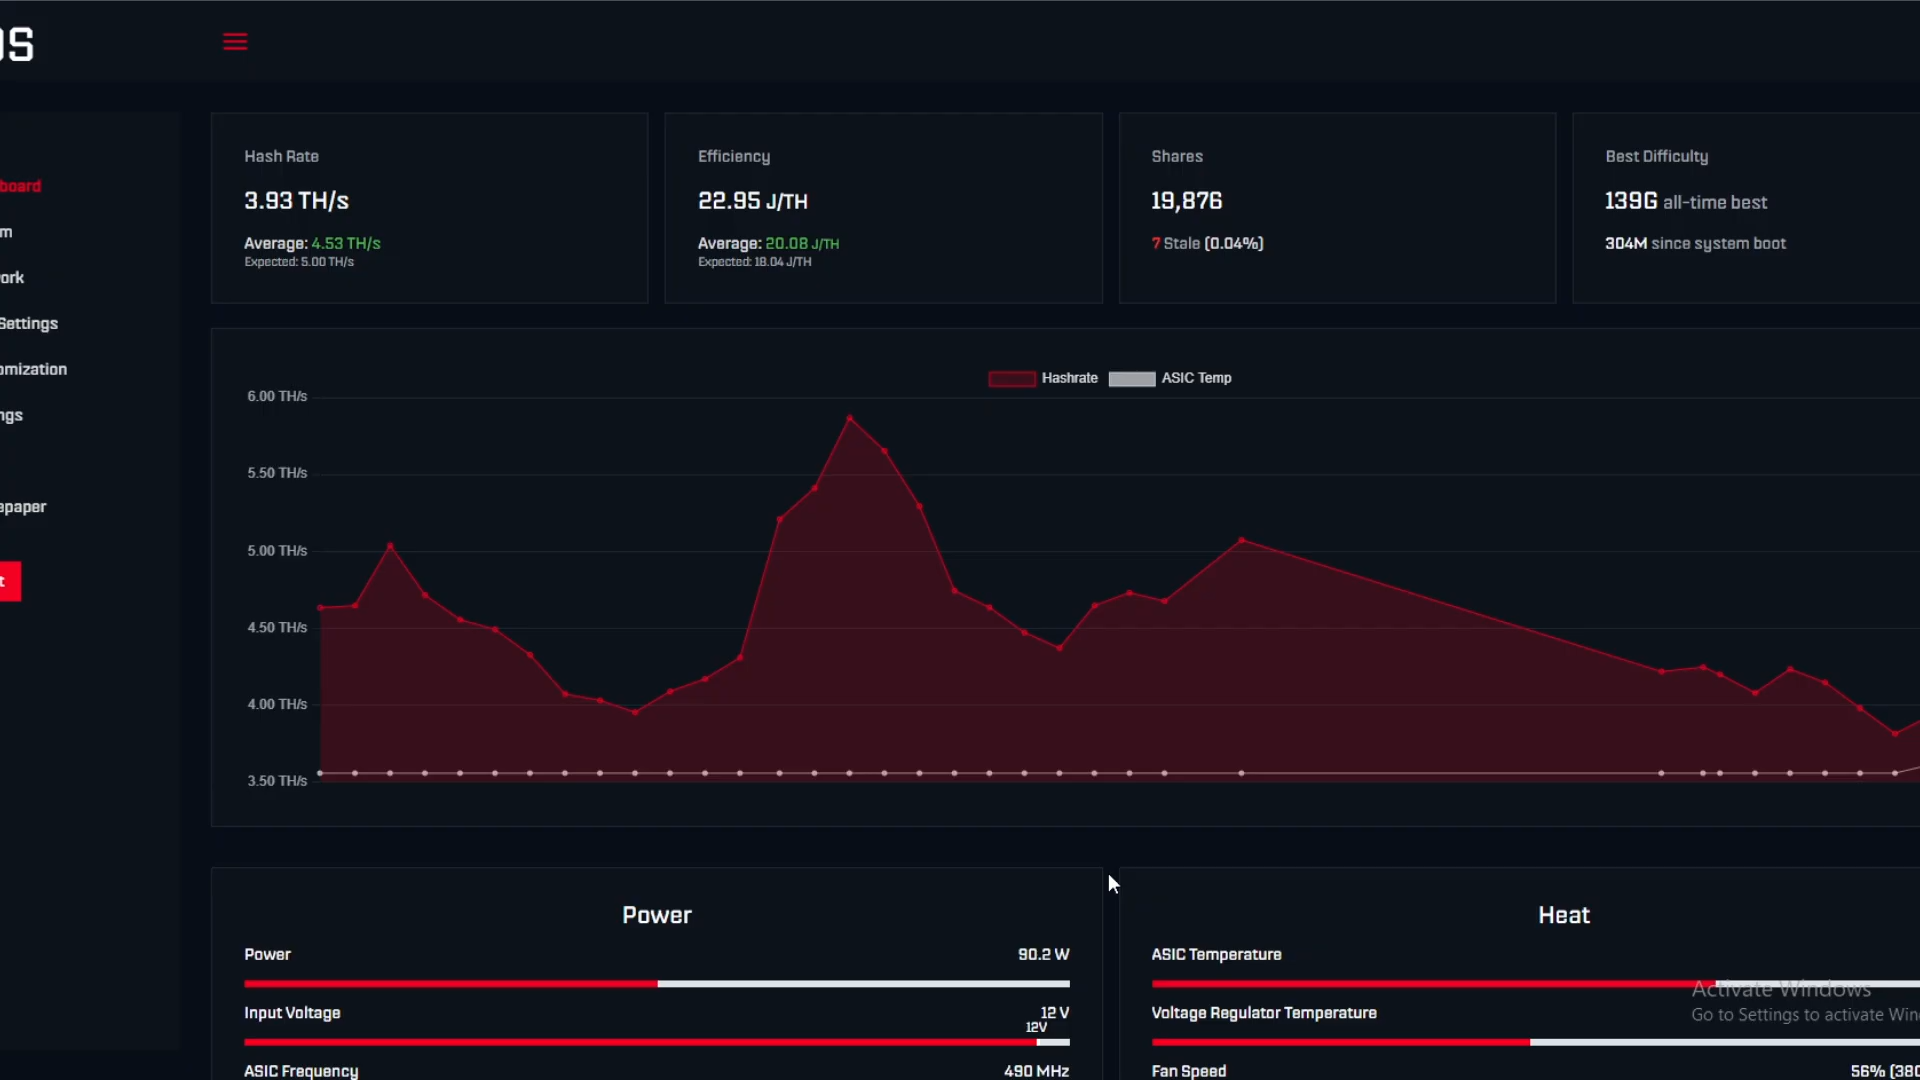 OS
board
m
ork
Settings
omization
ngs
epaper
t
Hash Rate
3.93 TH/s
Average: 4.53 TH/s
Expected: 5.00 TH/s
Efficiency
22.95 J/TH
Average: 20.08 J/TH
Expected: 18.04 J/TH
Shares
19,876
7 Stale (0.04%)
Best Difficulty
139G all-time best
304M since system boot
Hashrate ASIC Temp
6.00 TH/s
5.50 TH/s
5.00 TH/s
4.50 TH/s
4.00 TH/s
3.50 TH/s
Power
Power 90.2 W
Input Voltage 12 V
12V
ASIC Frequency 490 MHz
Heat
ASIC Temperature
Voltage Regulator Temperature
Fan Speed 56% (380
Activate Windows
Go to Settings to activate Win